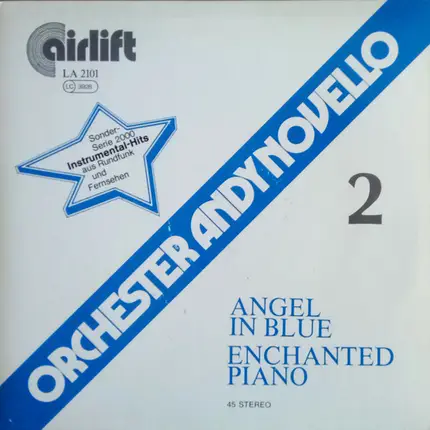 airlift
LA 2101
LC 3935
Sonder-
Serie 2000
Instrumental-Hits
aus Rundfunk
und
Fernsehen
ORCHESTER ANDY NOVELLO
2
ANGEL
IN BLUE
ENCHANTED
PIANO
45 STEREO